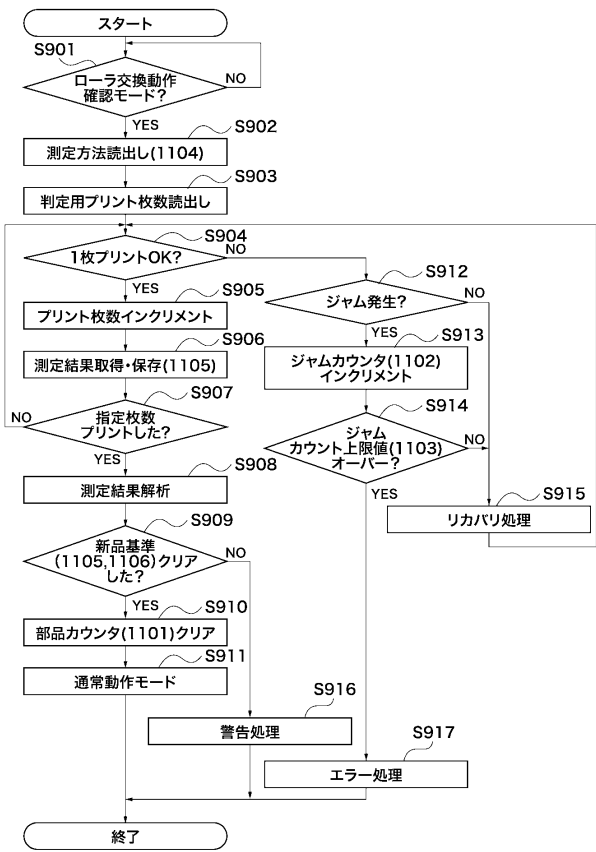 スタート
S901
ローラ交換動作
確認モード?
NO
YES
S902
測定方法読出し(1104)
S903
判定用プリント枚数読出し
S904
1枚プリントOK?
NO
YES
S905
プリント枚数インクリメント
S906
測定結果取得・保存(1105)
S907
NO
指定枚数
プリントした?
YES
S908
測定結果解析
S909
新品基準
(1105,1106)クリア
した?
NO
YES
S910
部品カウンタ(1101)クリア
S911
通常動作モード
S912
ジャム発生?
NO
YES
S913
ジャムカウンタ(1102)
インクリメント
S914
ジャム
カウント上限値(1103)
オーバー?
NO
YES
S915
リカバリ処理
S916
警告処理
S917
エラー処理
終了